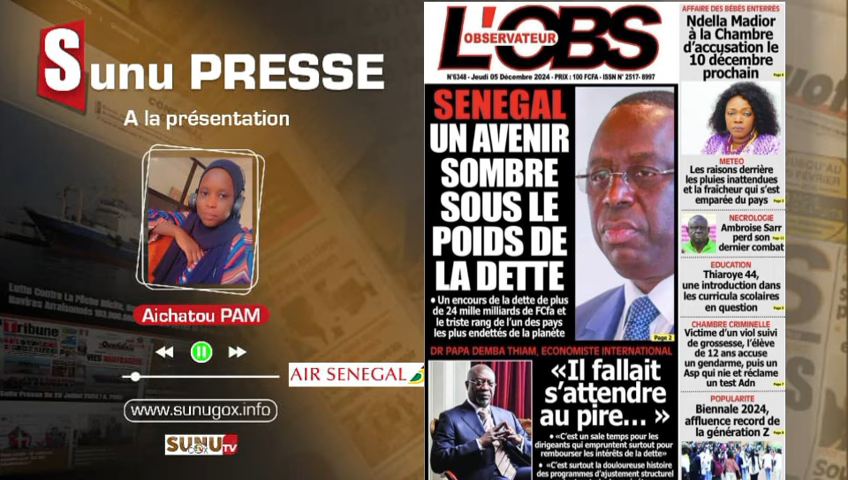 Sunu PRESSE
A la présentation
Aichatou PAM
AIR SENEGAL
www.sunugox.info
SUNU
GOX
TV
Tribune
L'OBS
OBSERVATEUR
N°6348 - Jeudi 05 Décembre 2024 - PRIX : 100 FCFA - ISSN N° 2517- 8997
SENEGAL
UN AVENIR
SOMBRE
SOUS LE
POIDS DE
LA DETTE
• Un encours de la dette de plus
de 24 mille milliards de FCfa et
le triste rang de l'un des pays
les plus endettés de la planète
Page 2
DR PAPA DEMBA THIAM, ECONOMISTE INTERNATIONAL
«Il fallait
s'attendre
au pire... »
• «C'est un sale temps pour les
dirigeants qui empruntent surtout pour
rembourser les intérêts de la dette»
• «C'est surtout la douloureuse histoire
des programmes d'ajustement structurel
AFFAIRE DES BÉBÉS ENTERRÉS
Ndella Madior
à la Chambre
d'accusation le
10 décembre
prochain
METEO
Les raisons derrière
les pluies inattendues
et la fraîcheur qui s'est
emparée du pays
NECROLOGIE
Ambroise Sarr
perd son
dernier combat
EDUCATION
Thiaroye 44,
une introduction dans
les curricula scolaires
en question
CHAMBRE CRIMINELLE
Victime d'un viol suivi
de grossesse, l'élève
de 12 ans accuse
un gendarme, puis un
Asp qui nie et réclame
un test Adn
POPULARITE
Biennale 2024,
affluence record de
la génération Z